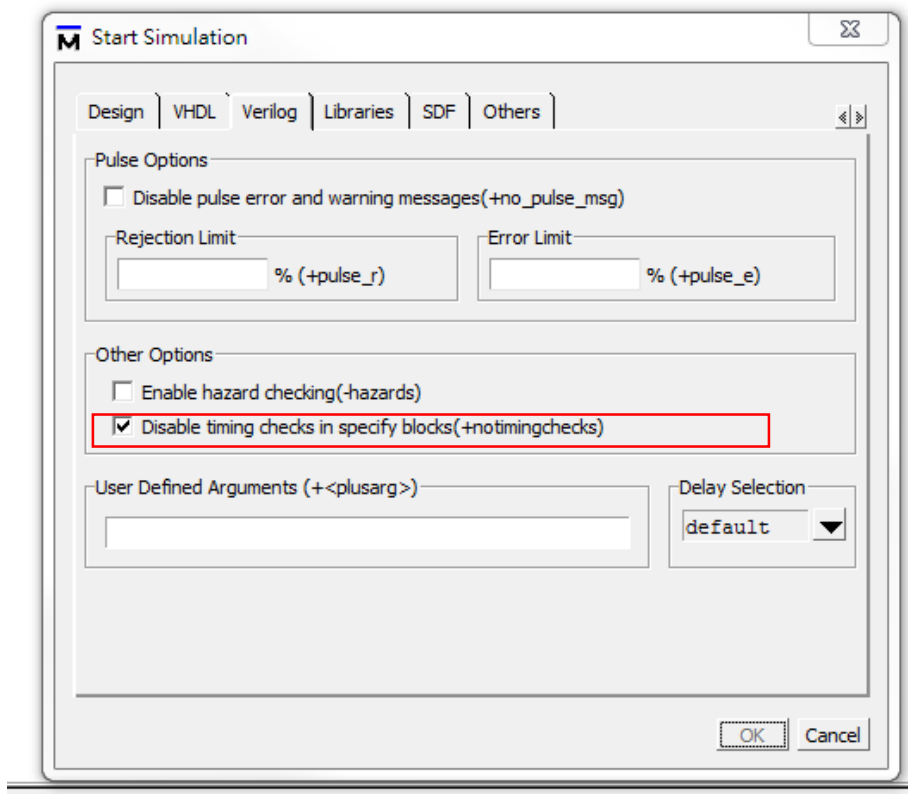 Start Simulation
Design VHDL Verilog Libraries SDF Others
Pulse Options
Disable pulse error and warning messages(+no_pulse_msg)
Rejection Limit
% (+pulse_r)
Error Limit
% (+pulse_e)
Other Options
Enable hazard checking(-hazards)
Disable timing checks in specify blocks(+notimingchecks)
User Defined Arguments (+<plusarg>)
Delay Selection
default
OK Cancel